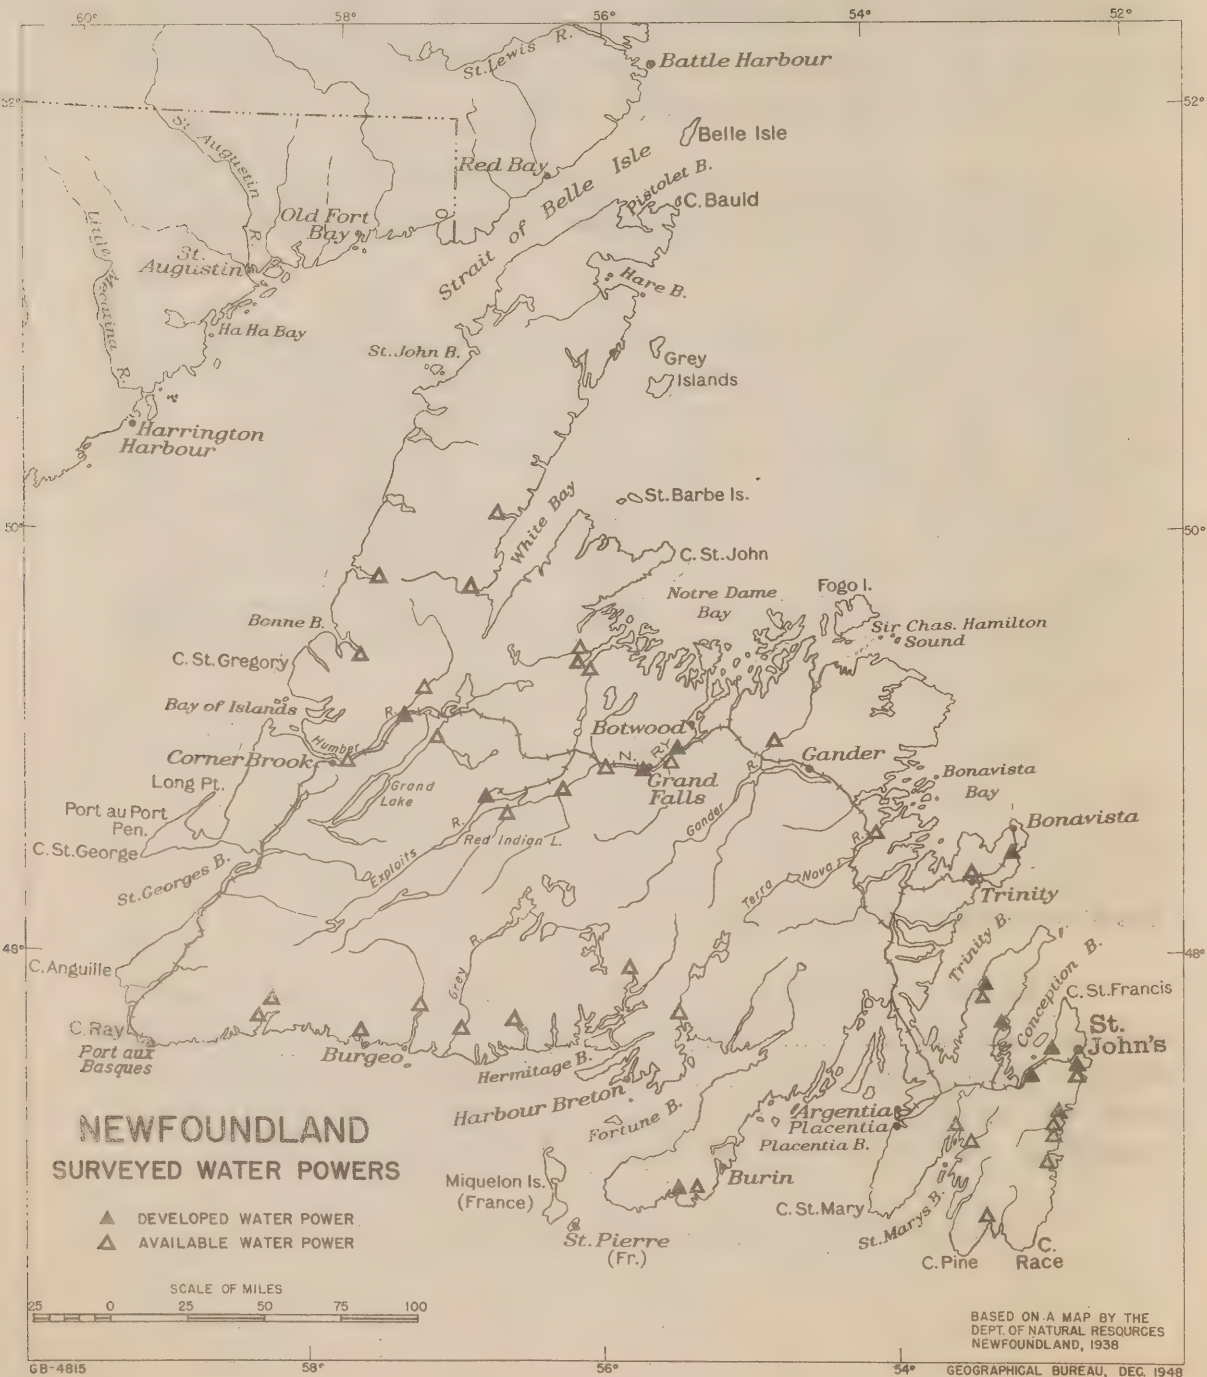 60°
58°
56°
54°
52°
St. Lewis R.
Battle Harbour
52°
52°
Belle Isle
St. Augustin R.
Red Bay
Strait of Belle Isle
Pistolet B.
C. Bauld
Old Fort
Bay
Little Mecatina R.
St.
Augustin
Hare B.
Ha Ha Bay
St. John B.
Grey
Islands
Harrington
Harbour
St. Barbe Is.
White Bay
50°
50°
C. St. John
Notre Dame
Bay
Fogo I.
Bonne B.
Sir Chas. Hamilton
Sound
C. St. Gregory
Bay of Islands
Humber R.
Botwood
N. RY.
Corner Brook
Gander
Grand
Falls
Long Pt.
Grand
Lake
Bonavista
Bay
Port au Port
Pen.
Gander R.
Bonavista
C. St. George
Red Indian L.
St. Georges B.
Exploits R.
Terra Nova R.
Trinity
48°
48°
Grey R.
Trinity B.
Conception B.
C. Anguille
C. St. Francis
C. Ray
St.
John's
Port aux
Basques
Burgeo
Hermitage B.
Harbour Breton
Argentia
Placentia
Fortune B.
Placentia B.
NEWFOUNDLAND
SURVEYED WATER POWERS
Miquelon Is.
(France)
Burin
C. St. Mary
St. Marys B.
DEVELOPED WATER POWER
AVAILABLE WATER POWER
St. Pierre
(Fr.)
C. Pine
C.
Race
SCALE OF MILES
25 0 25 50 75 100
BASED ON A MAP BY THE
DEPT. OF NATURAL RESOURCES
NEWFOUNDLAND, 1938
58°
56°
54°
GB-4815
GEOGRAPHICAL BUREAU, DEC. 1948